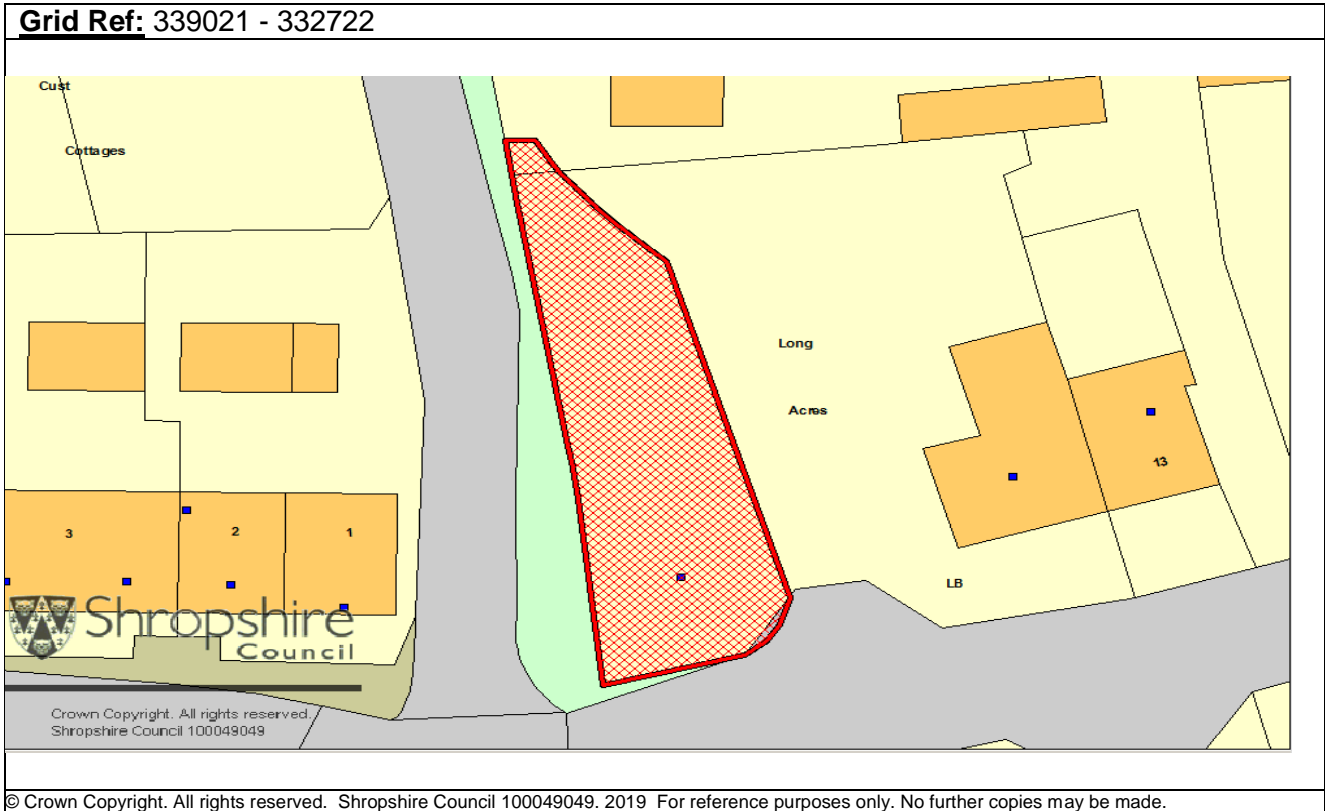 Grid Ref: 339021 - 332722
Cust
Cottages
Long
Acres
13
3
2
1
LB
Shropshire
Council
Crown Copyright. All rights reserved.
Shropshire Council 100049049
© Crown Copyright. All rights reserved. Shropshire Council 100049049. 2019 For reference purposes only. No further copies may be made.